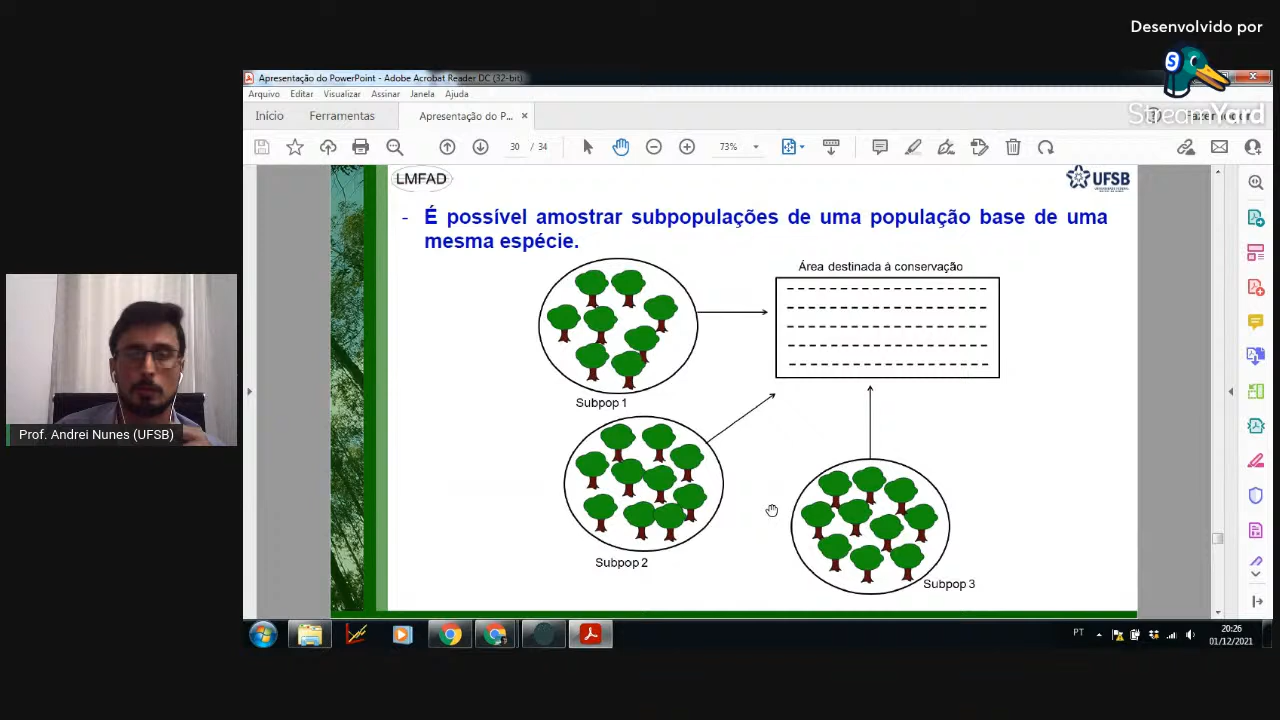 Desenvolvido por
StreamYard
Apresentação do PowerPoint - Adobe Acrobat Reader DC (32-bit)
Arquivo Editar Visualizar Assinar Janela Ajuda
Início Ferramentas Apresentação do P... ×
30 / 34 73%
LMFAD
UFSB
- É possível amostrar subpopulações de uma população base de uma
mesma espécie.
Área destinada à conservação
Subpop 1
Subpop 2
Subpop 3
Prof. Andrei Nunes (UFSB)
PT
20:26
01/12/2021